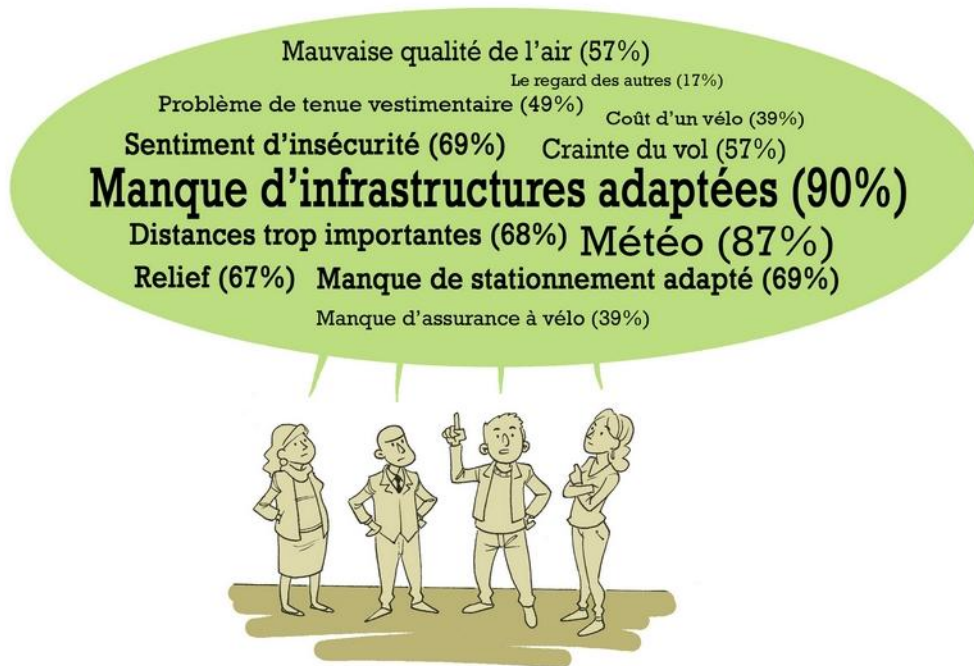 Mauvaise qualité de l'air (57%)
Le regard des autres (17%)
Problème de tenue vestimentaire (49%)
Coût d'un vélo (39%)
Sentiment d'insécurité (69%)
Crainte du vol (57%)
Manque d'infrastructures adaptées (90%)
Distances trop importantes (68%)
Météo (87%)
Relief (67%)
Manque de stationnement adapté (69%)
Manque d'assurance à vélo (39%)